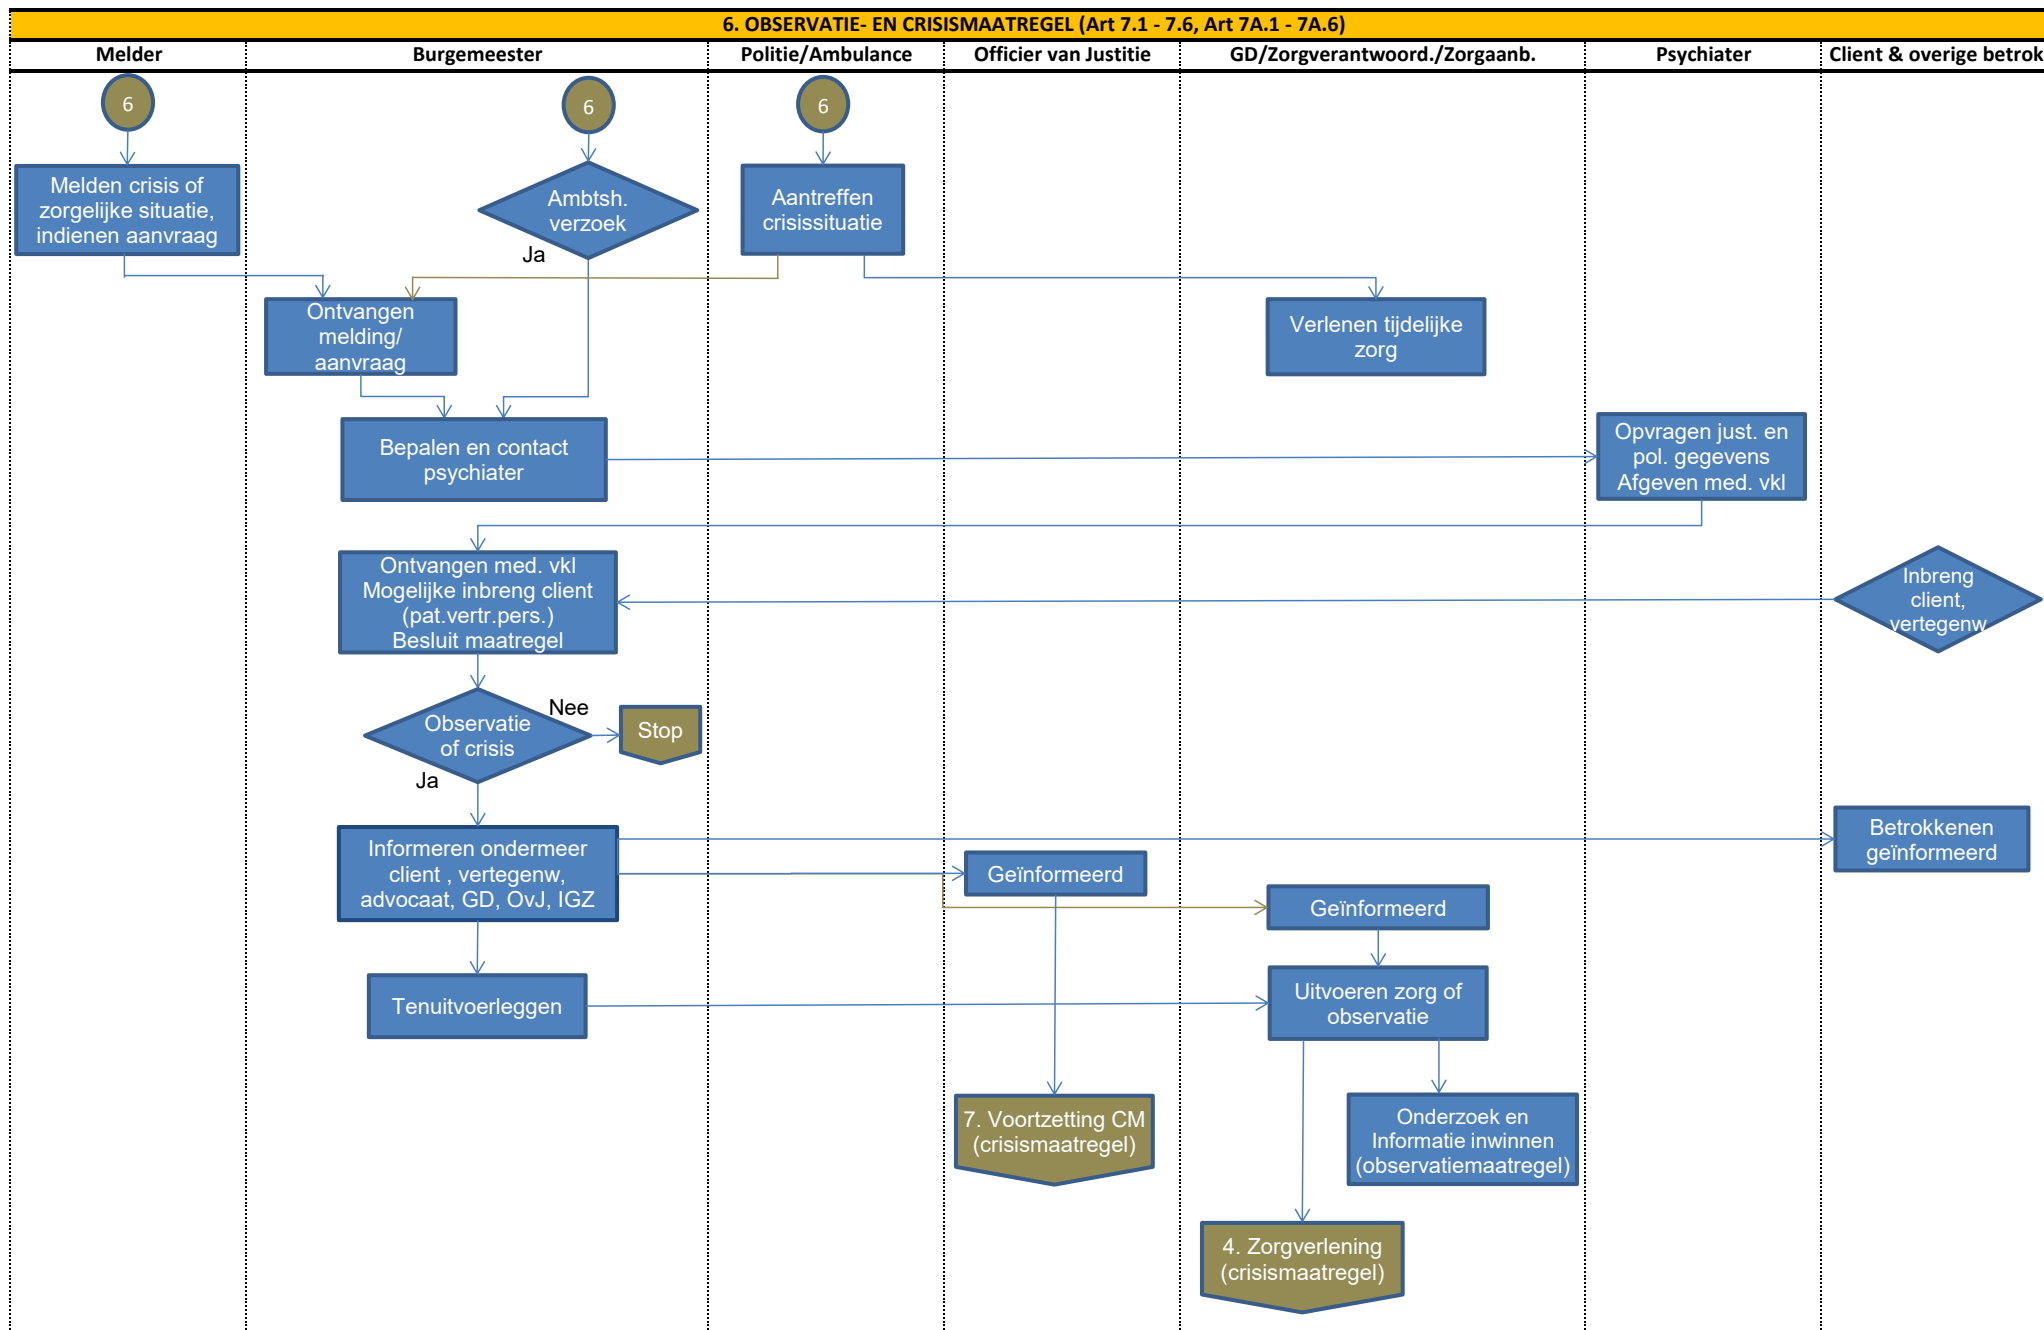 6. OBSERVATIE- EN CRISISMAATREGEL (Art 7.1 - 7.6, Art 7A.1 - 7A.6)
Melder
Burgemeester
Politie/Ambulance
Officier van Justitie
GD/Zorgverantwoord./Zorgaanb.
Psychiater
Client & overige betrok
6
6
6
Melden crisis of
zorgelijke situatie,
indienen aanvraag
Ambtsh.
verzoek
Ja
Aantreffen
crisissituatie
Ontvangen
melding/
aanvraag
Verlenen tijdelijke
zorg
Bepalen en contact
psychiater
Opvragen just. en
pol. gegevens
Afgeven med. vkl
Ontvangen med. vkl
Mogelijke inbreng client
(pat.vertr.pers.)
Besluit maatregel
Inbreng
client,
vertegenw
Observatie
of crisis
Nee
Stop
Ja
Informeren ondermeer
client , vertegenw,
advocaat, GD, OvJ, IGZ
Geïnformeerd
Geïnformeerd
Betrokkenen
geïnformeerd
Tenuitvoerleggen
Uitvoeren zorg of
observatie
7. Voortzetting CM
(crisismaatregel)
Onderzoek en
Informatie inwinnen
(observatiemaatregel)
4. Zorgverlening
(crisismaatregel)